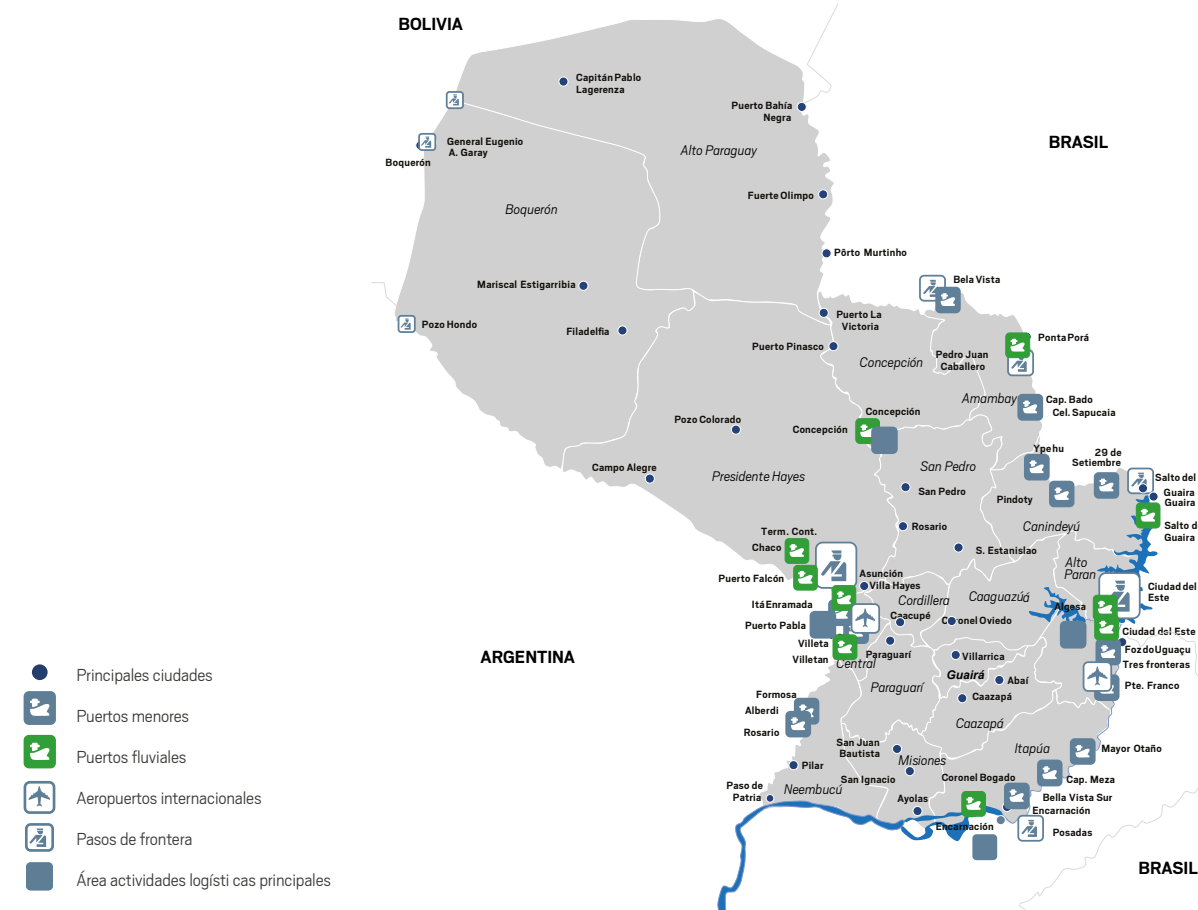 BOLIVIA
Capitán Pablo
Lagerenza
Puerto Bahía
Negra
BRASIL
General Eugenio
A. Garay
Boquerón
Alto Paraguay
Boquerón
Fuerte Olimpo
Pôrto Murtinho
Mariscal Estigarribia
Bela Vista
Pozo Hondo
Filadelfia
Puerto La
Victoria
Puerto Pinasco
Ponta Porá
Pedro Juan
Caballero
Concepción
Amambay
Cap. Bado
Cel. Sapucaia
Concepción
Concepción
Pozo Colorado
Campo Alegre
Presidente Hayes
San Pedro
San Pedro
Ypehu
29 de
Setiembre
Pindoty
Salto del
Guaira
Guaira
Salto d
Guaira
Rosario
Canindeyú
Term. Cont.
Chaco
S. Estanislao
Alto
Paran
Puerto Falcón
Asunción
Villa Hayes
Ciudad del
Este
Itá Enramada
Cordillera
Caaguazúá
Algesa
Puerto Pabla
Caacupé
Coronel Oviedo
Ciudad del Este
Villeta
Villetan
Central
Paraguarí
Villarrica
Foz do Uguaçu
Tres fronteras
ARGENTINA
Guairá
Abaí
Pte. Franco
Paraguarí
Caazapá
Formosa
Alberdi
Rosario
Caazapá
San Juan
Bautista
Misiones
Itapúa
Mayor Otaño
Pilar
San Ignacio
Coronel Bogado
Cap. Meza
Paso de
Patria
Neembucú
Ayolas
Bella Vista Sur
Encarnación
Encarnación
Posadas
BRASIL
Principales ciudades
Puertos menores
Puertos fluviales
Aeropuertos internacionales
Pasos de frontera
Área actividades logísti cas principales